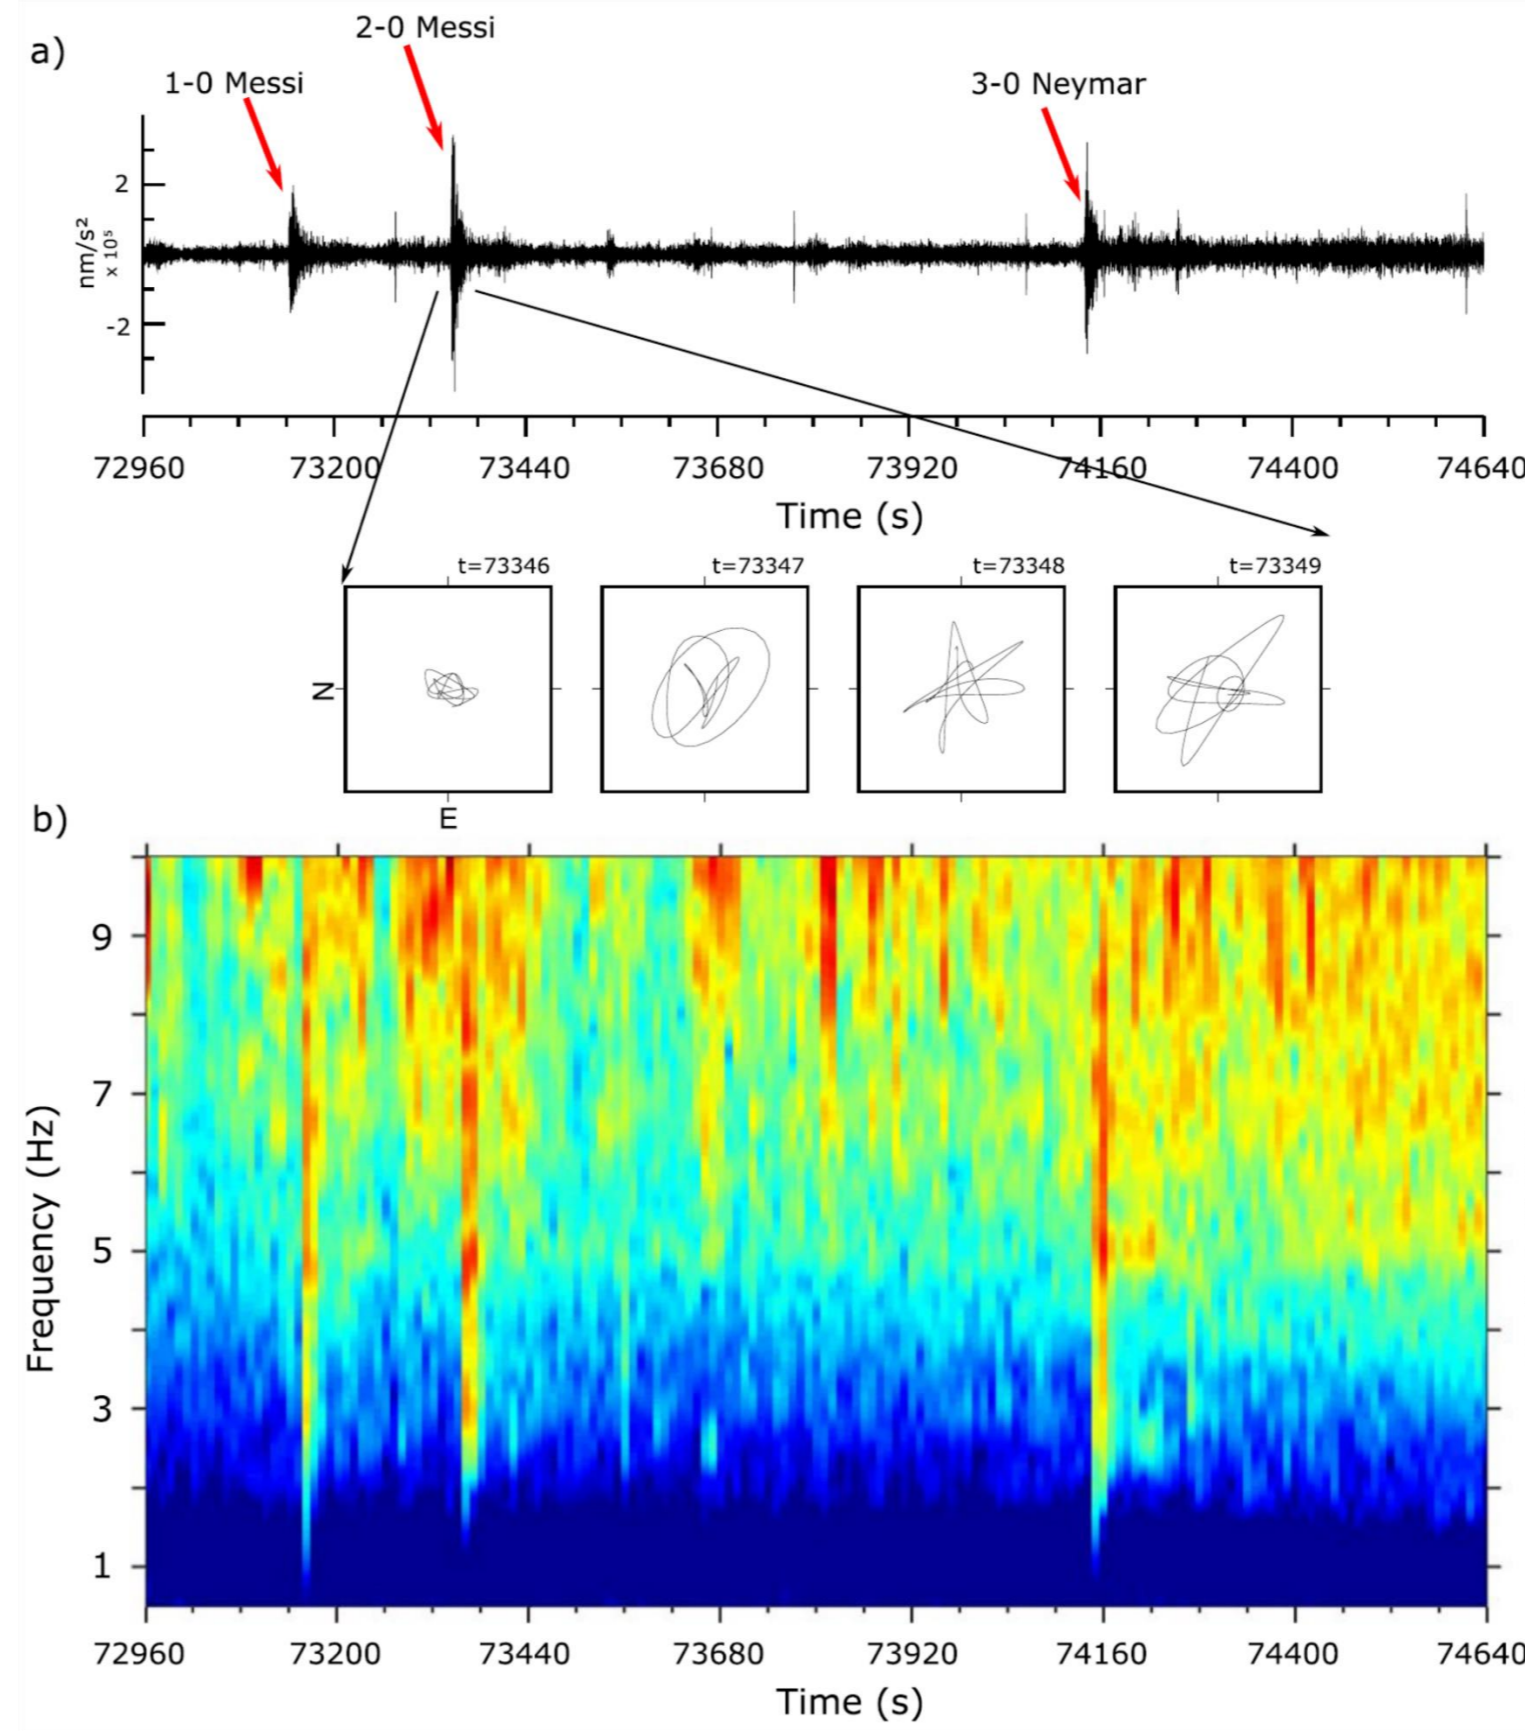 a)
2-0 Messi
1-0 Messi
3-0 Neymar
2
-2
nm/s²
x 10⁵
72960 73200 73440 73680 73920 74160 74400 74640
Time (s)
t=73346 t=73347 t=73348 t=73349
N
E
b)
9
7
5
3
1
Frequency (Hz)
72960 73200 73440 73680 73920 74160 74400 74640
Time (s)